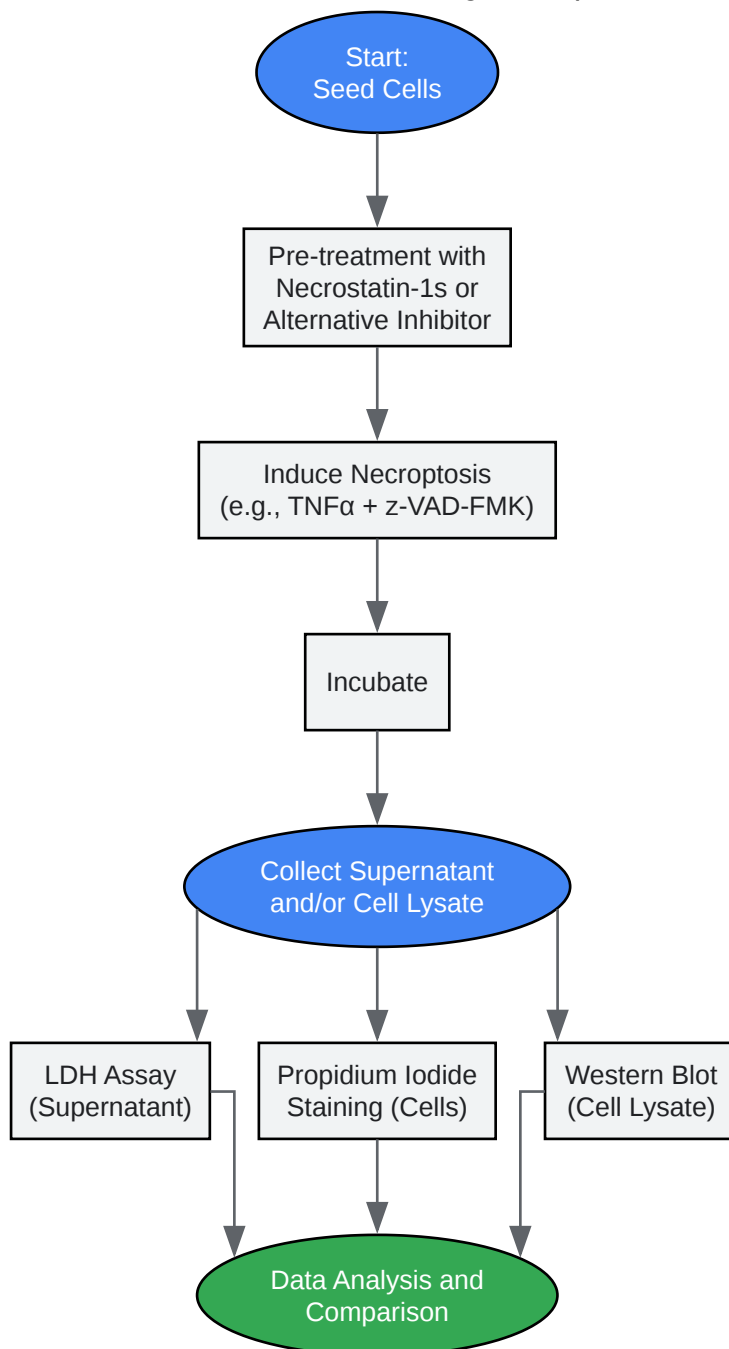 Start:
Seed Cells
Pre-treatment with
Necrostatin-1s or
Alternative Inhibitor
Induce Necroptosis
(e.g., TNFα + z-VAD-FMK)
Incubate
Collect Supernatant
and/or Cell Lysate
LDH Assay
(Supernatant)
Propidium Iodide
Staining (Cells)
Western Blot
(Cell Lysate)
Data Analysis and
Comparison